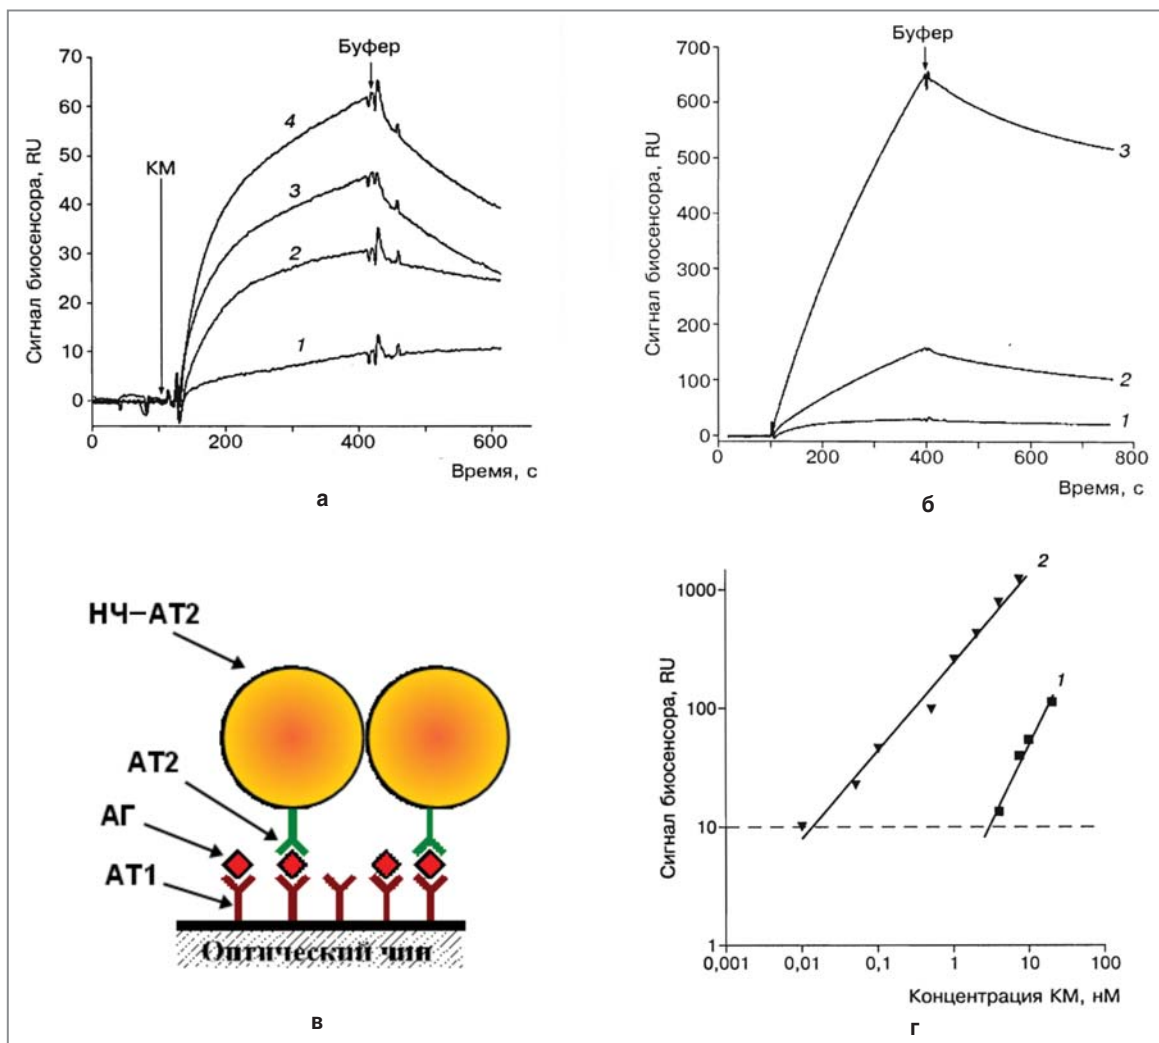 Сигнал биосенсора, RU
70
60
50
40
30
20
10
0
КМ
Буфер
4
3
2
1
0
200
400
600
Время, с
а
Сигнал биосенсора, RU
700
600
500
400
300
200
100
0
Буфер
3
2
1
0
200
400
600
800
Время, с
б
НЧ–АТ2
АТ2
АГ
АТ1
Оптический чип
в
Сигнал биосенсора, RU
1000
100
10
1
2
1
0,001
0,01
0,1
1
10
100
Концентрация КМ, нМ
г